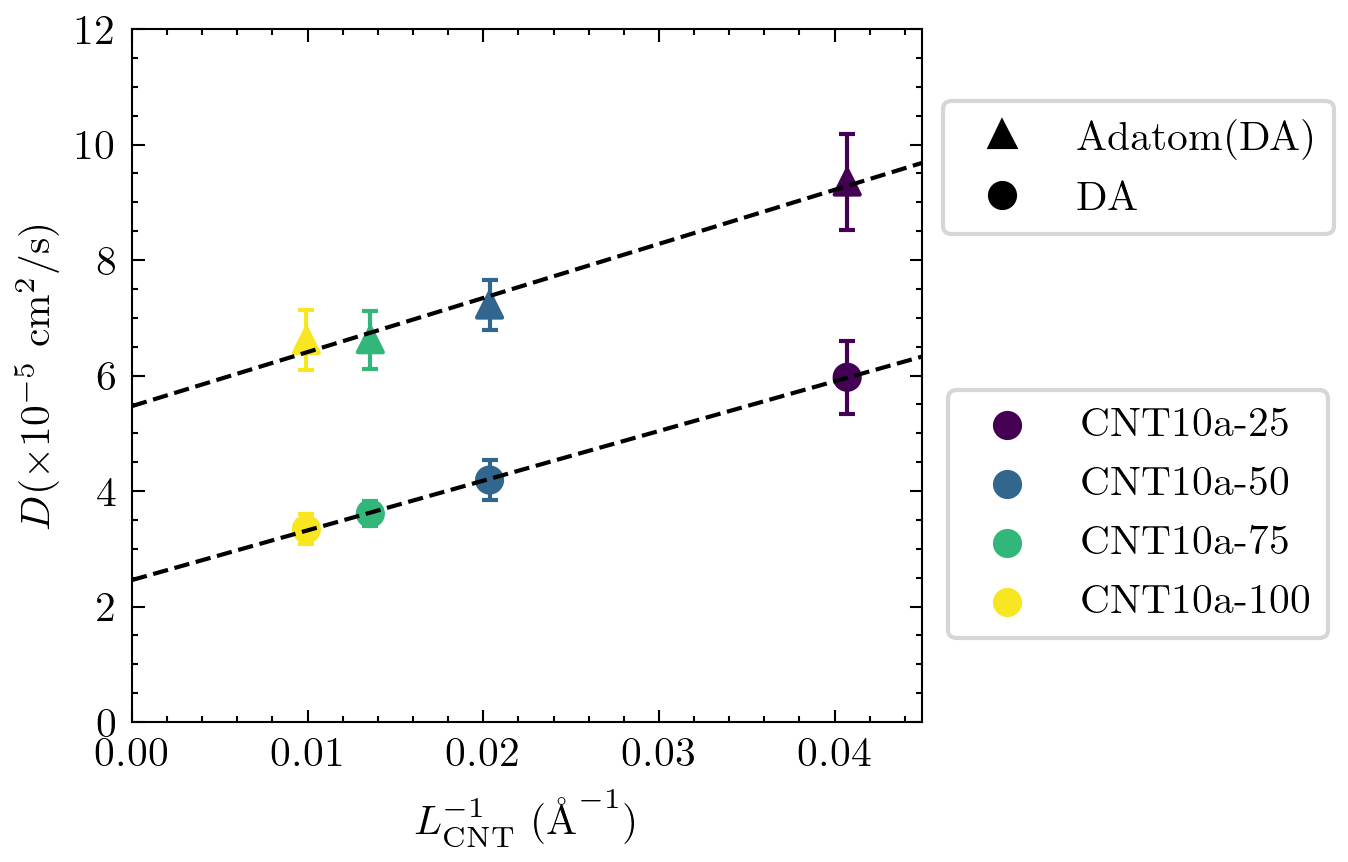 12
10
8
6
4
2
0
0.00 0.01 0.02 0.03 0.04
D(×10⁻⁵ cm²/s)
L⁻¹_CNT (Å⁻¹)
Adatom(DA)
DA
CNT10a-25
CNT10a-50
CNT10a-75
CNT10a-100